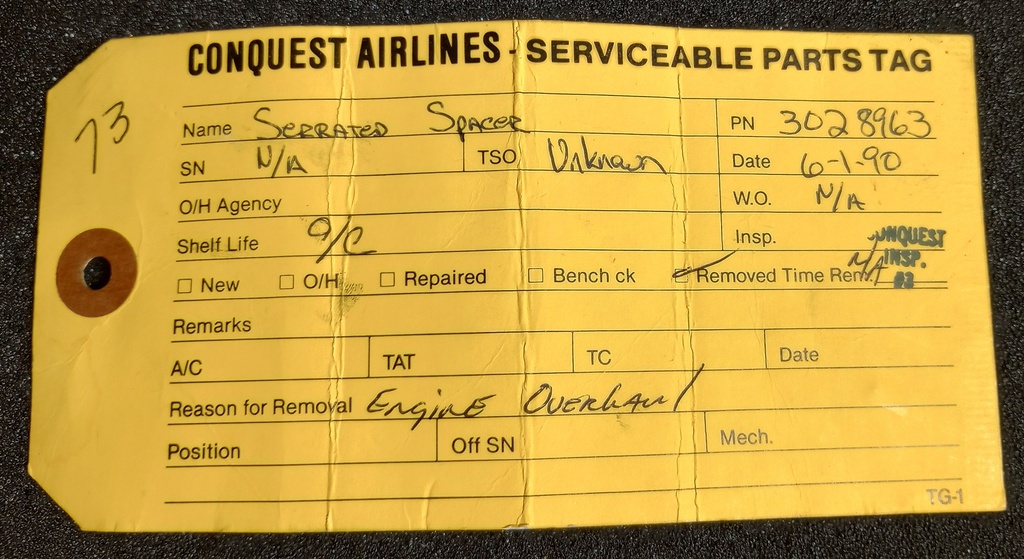 CONQUEST AIRLINES - SERVICEABLE PARTS TAG
73
Name Serrated Spacer PN 3028963
SN N/A TSO Unknown Date 6-1-90
O/H Agency W.O. N/A
Shelf Life O/C Insp. CONQUEST INSP. #3
☐ New ☐ O/H ☐ Repaired ☐ Bench ck ☑ Removed Time Rem. N/A
Remarks
A/C TAT TC Date
Reason for Removal Engine Overhaul
Position Off SN Mech.
TG-1